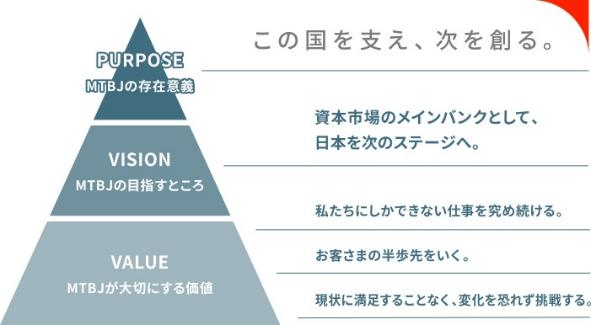 この国を支え、次を創る。
PURPOSE
MTBJの存在意義
資本市場のメインバンクとして、
日本を次のステージへ。
VISION
MTBJの目指すところ
私たちにしかできない仕事を究め続ける。
お客さまの半歩先をいく。
VALUE
MTBJが大切にする価値
現状に満足することなく、変化を恐れず挑戦する。